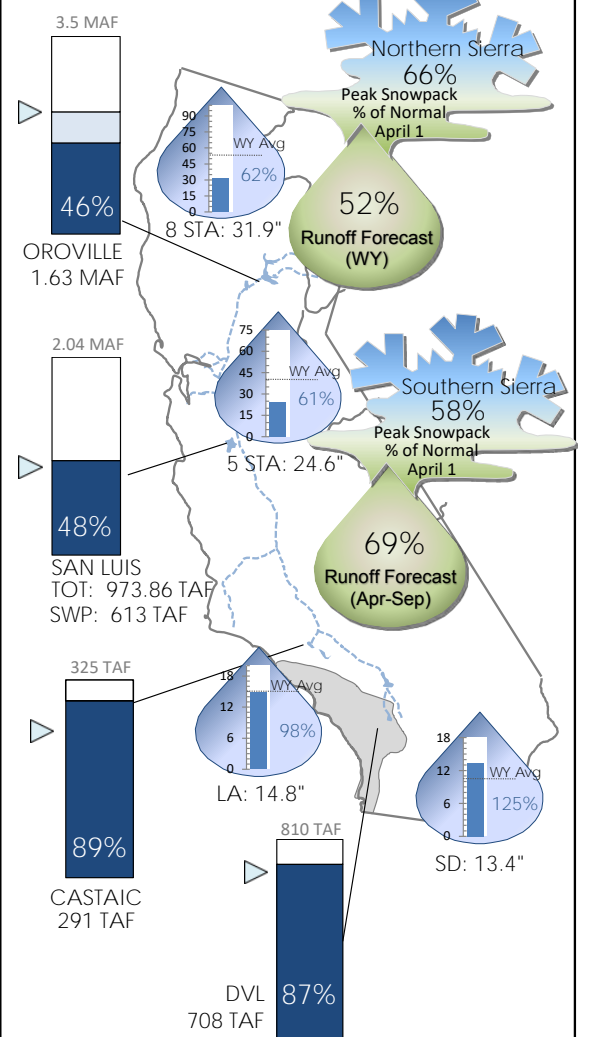 3.5 MAF
46%
OROVILLE
1.63 MAF
Northern Sierra
66%
Peak Snowpack
% of Normal
April 1
52%
Runoff Forecast
(WY)
90
75
60
45
30
15
0
WY Avg
62%
8 STA: 31.9"
2.04 MAF
48%
SAN LUIS
TOT: 973.86 TAF
SWP: 613 TAF
75
60
45
30
15
0
WY Avg
61%
5 STA: 24.6"
Southern Sierra
58%
Peak Snowpack
% of Normal
April 1
69%
Runoff Forecast
(Apr-Sep)
325 TAF
89%
CASTAIC
291 TAF
18
12
6
0
WY Avg
98%
LA: 14.8"
18
12
6
0
WY Avg
125%
SD: 13.4"
810 TAF
87%
DVL
708 TAF